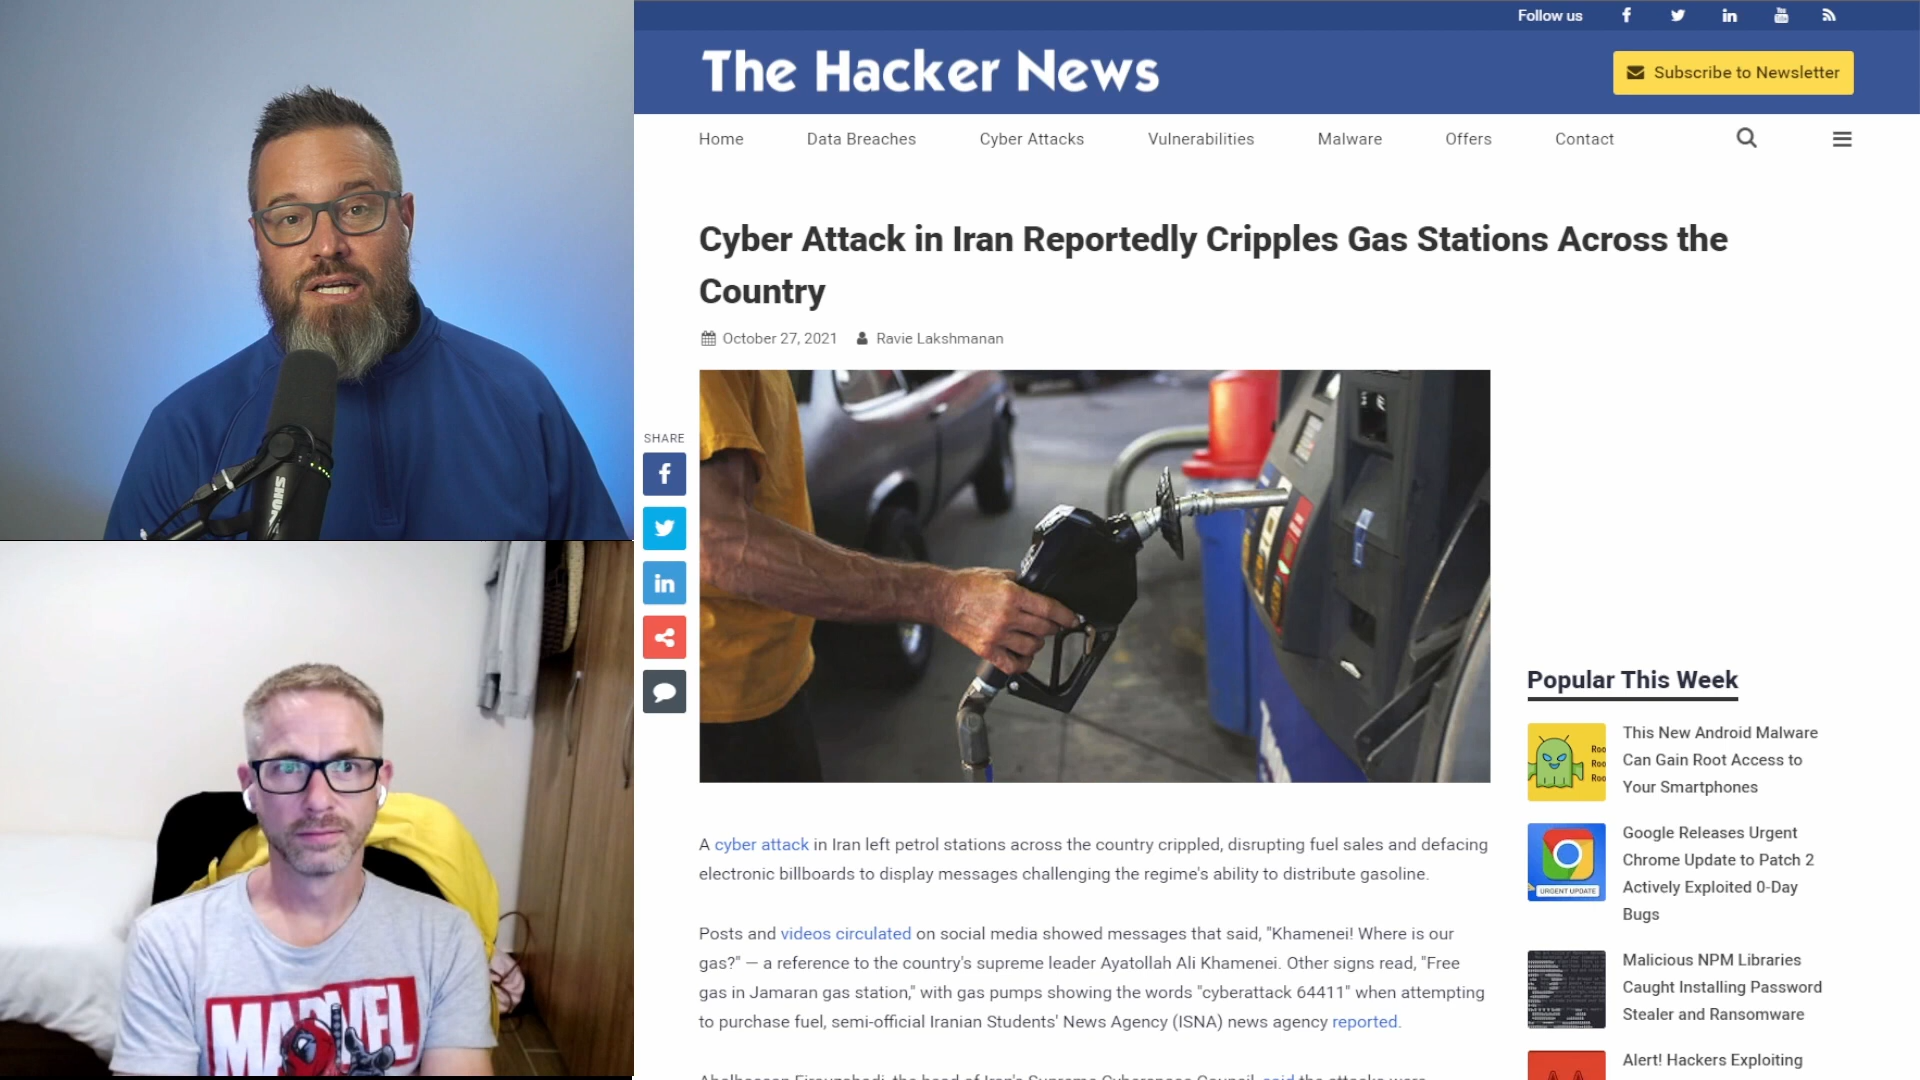 Follow us
The Hacker News
Subscribe to Newsletter
Home Data Breaches Cyber Attacks Vulnerabilities Malware Offers Contact
Cyber Attack in Iran Reportedly Cripples Gas Stations Across the
Country
October 27, 2021 Ravie Lakshmanan
SHARE
f
in
A cyber attack in Iran left petrol stations across the country crippled, disrupting fuel sales and defacing
electronic billboards to display messages challenging the regime's ability to distribute gasoline.
Posts and videos circulated on social media showed messages that said, "Khamenei! Where is our
gas?" — a reference to the country's supreme leader Ayatollah Ali Khamenei. Other signs read, "Free
gas in Jamaran gas station," with gas pumps showing the words "cyberattack 64411" when attempting
to purchase fuel, semi-official Iranian Students' News Agency (ISNA) news agency reported.
Popular This Week
This New Android Malware
Can Gain Root Access to
Your Smartphones
Google Releases Urgent
Chrome Update to Patch 2
Actively Exploited 0-Day
Bugs
URGENT UPDATE
Malicious NPM Libraries
Caught Installing Password
Stealer and Ransomware
Alert! Hackers Exploiting
SHURE
MARVEL